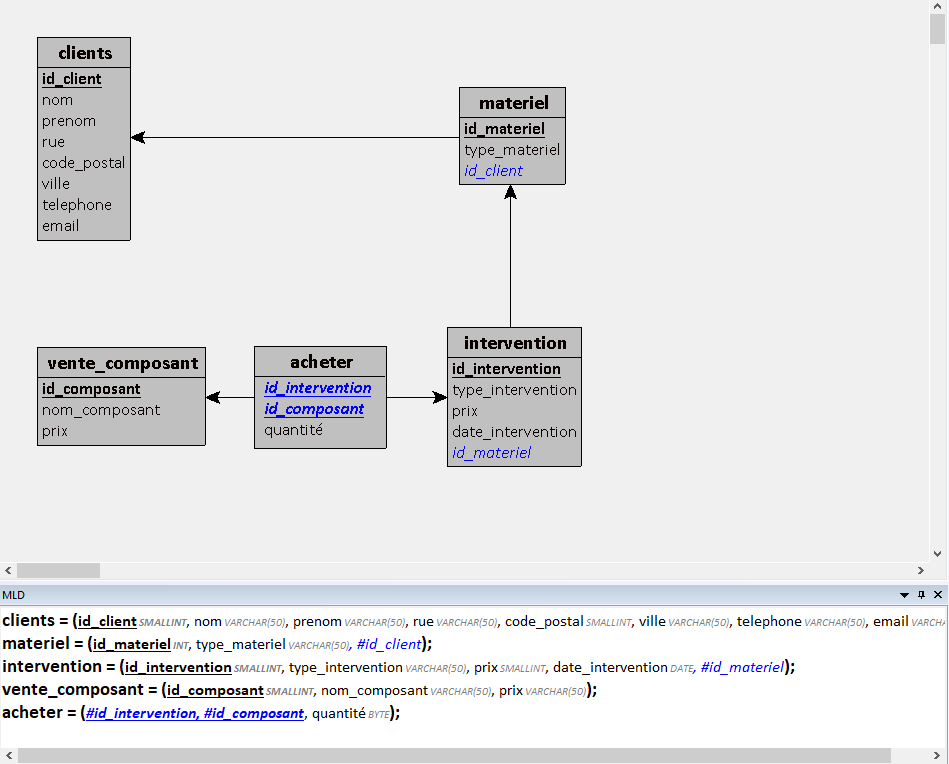 clients
id_client
nom
prenom
rue
code_postal
ville
telephone
email
materiel
id_materiel
type_materiel
id_client
vente_composant
id_composant
nom_composant
prix
acheter
id_intervention
id_composant
quantité
intervention
id_intervention
type_intervention
prix
date_intervention
id_materiel
MLD
clients = (id_client SMALLINT, nom VARCHAR(50), prenom VARCHAR(50), rue VARCHAR(50), code_postal SMALLINT, ville VARCHAR(50), telephone VARCHAR(50), email VARCHA
materiel = (id_materiel INT, type_materiel VARCHAR(50), #id_client);
intervention = (id_intervention SMALLINT, type_intervention VARCHAR(50), prix SMALLINT, date_intervention DATE, #id_materiel);
vente_composant = (id_composant SMALLINT, nom_composant VARCHAR(50), prix VARCHAR(50));
acheter = (#id_intervention, #id_composant, quantité BYTE);